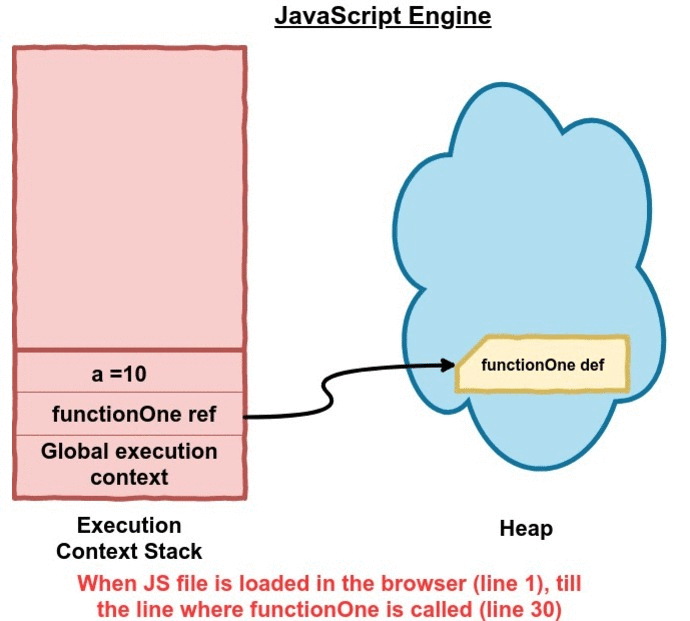 JavaScript Engine
a =10
functionOne ref
Global execution
context
functionOne def
Execution
Context Stack
Heap
When JS file is loaded in the browser (line 1), till
the line where functionOne is called (line 30)